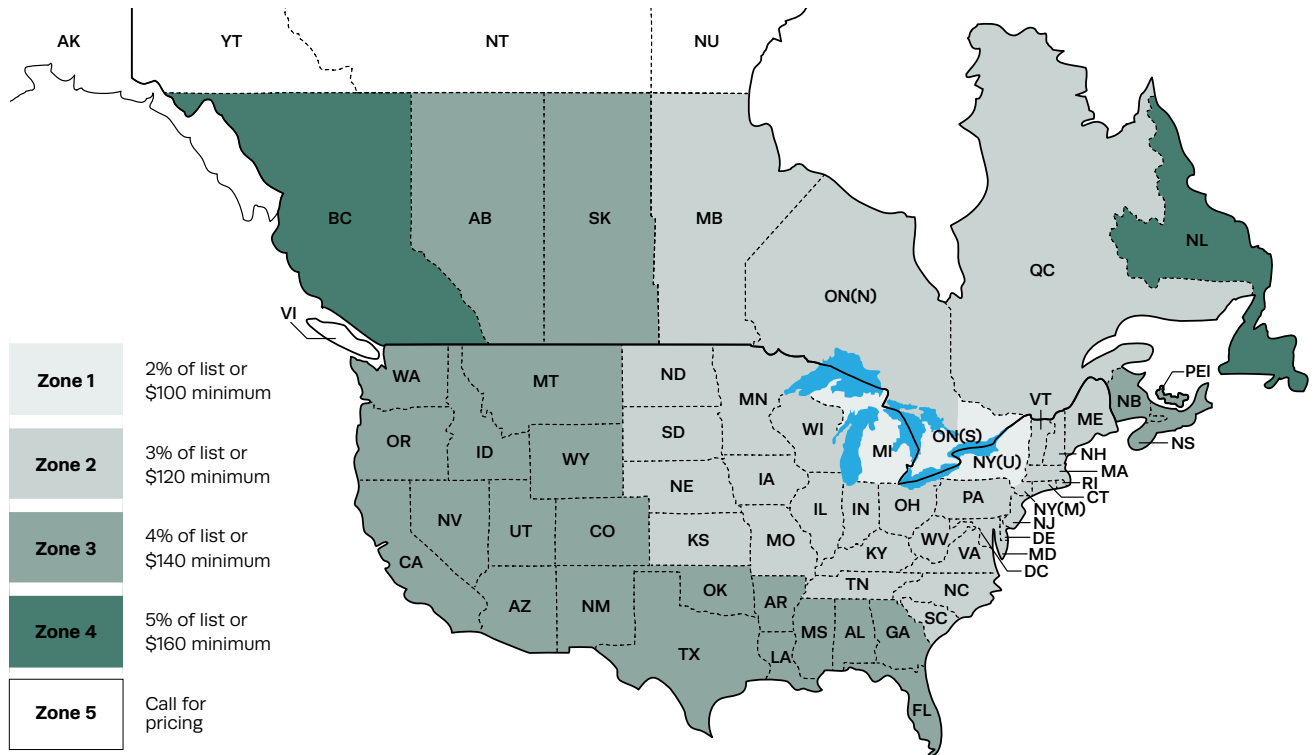 AK
YT
NT
NU
BC
AB
SK
MB
ON(N)
QC
NL
VI
PEI
NB
NS
WA
MT
ND
MN
OR
ID
WY
SD
WI
MI
ON(S)
NY(U)
VT
ME
NH
MA
RI
CT
NY(M)
NJ
DE
MD
DC
NV
UT
CO
NE
IA
IL
IN
OH
PA
CA
KS
MO
KY
WV
VA
AZ
NM
OK
AR
TN
NC
SC
TX
LA
MS
AL
GA
FL
Zone 1
2% of list or
$100 minimum
Zone 2
3% of list or
$120 minimum
Zone 3
4% of list or
$140 minimum
Zone 4
5% of list or
$160 minimum
Zone 5
Call for
pricing